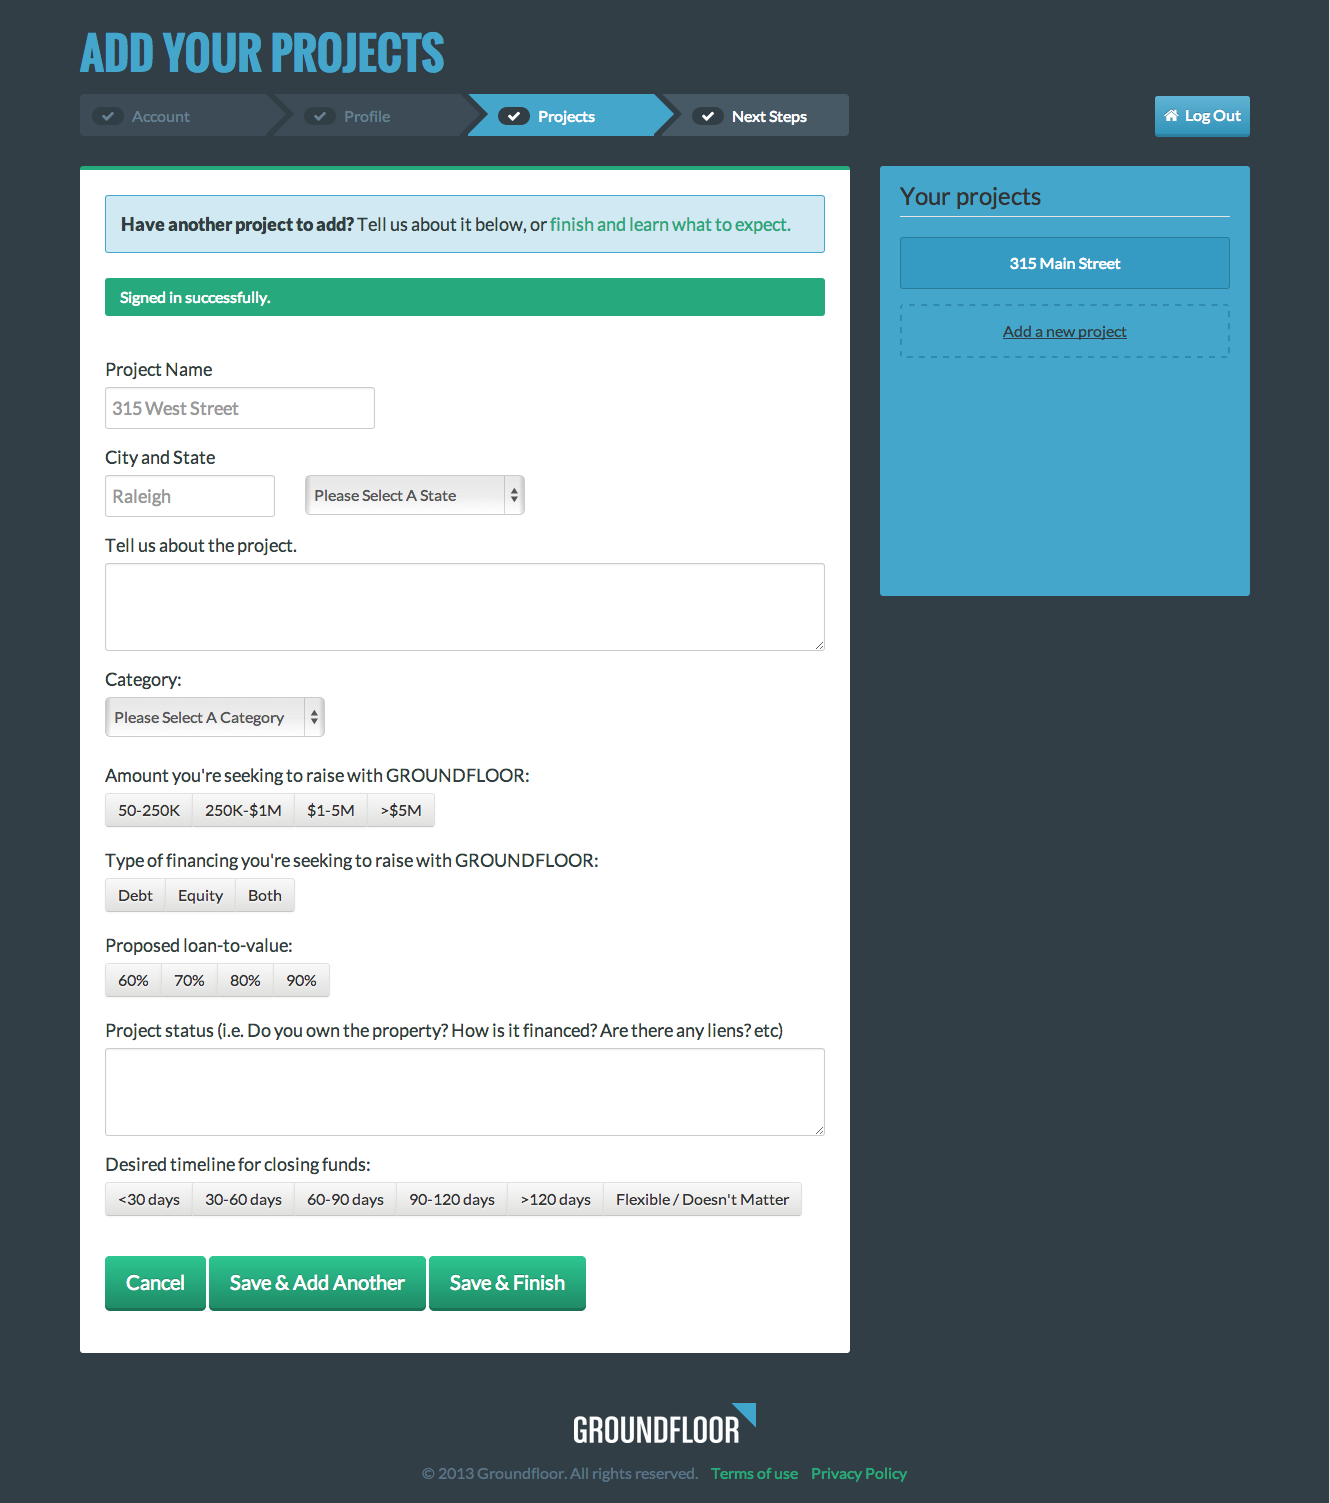 ADD YOUR PROJECTS
Account
Profile
Projects
Next Steps
Log Out
Have another project to add? Tell us about it below, or finish and learn what to expect.
Signed in successfully.
Project Name
315 West Street
City and State
Raleigh
Please Select A State
Tell us about the project.
Category:
Please Select A Category
Amount you're seeking to raise with GROUNDFLOOR:
50-250K 250K-$1M $1-5M >$5M
Type of financing you're seeking to raise with GROUNDFLOOR:
Debt Equity Both
Proposed loan-to-value:
60% 70% 80% 90%
Project status (i.e. Do you own the property? How is it financed? Are there any liens? etc)
Desired timeline for closing funds:
<30 days 30-60 days 60-90 days 90-120 days >120 days Flexible / Doesn't Matter
Cancel Save & Add Another Save & Finish
Your projects
315 Main Street
Add a new project
GROUNDFLOOR
© 2013 Groundfloor. All rights reserved. Terms of use Privacy Policy